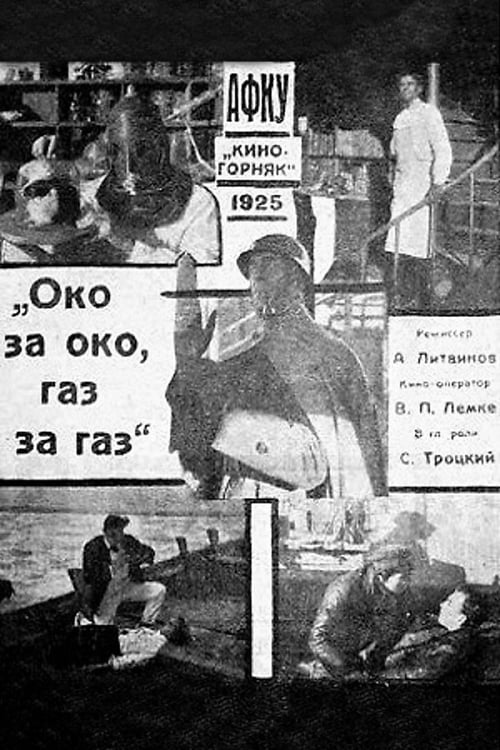 АФКУ
„КИНО-
ГОРНЯК“
1925
„Око
за око,
газ
за газ“
Режиссер
А Литвинов
Кино-оператор
В. П. Лемке
В гл роли
С. Троцкий